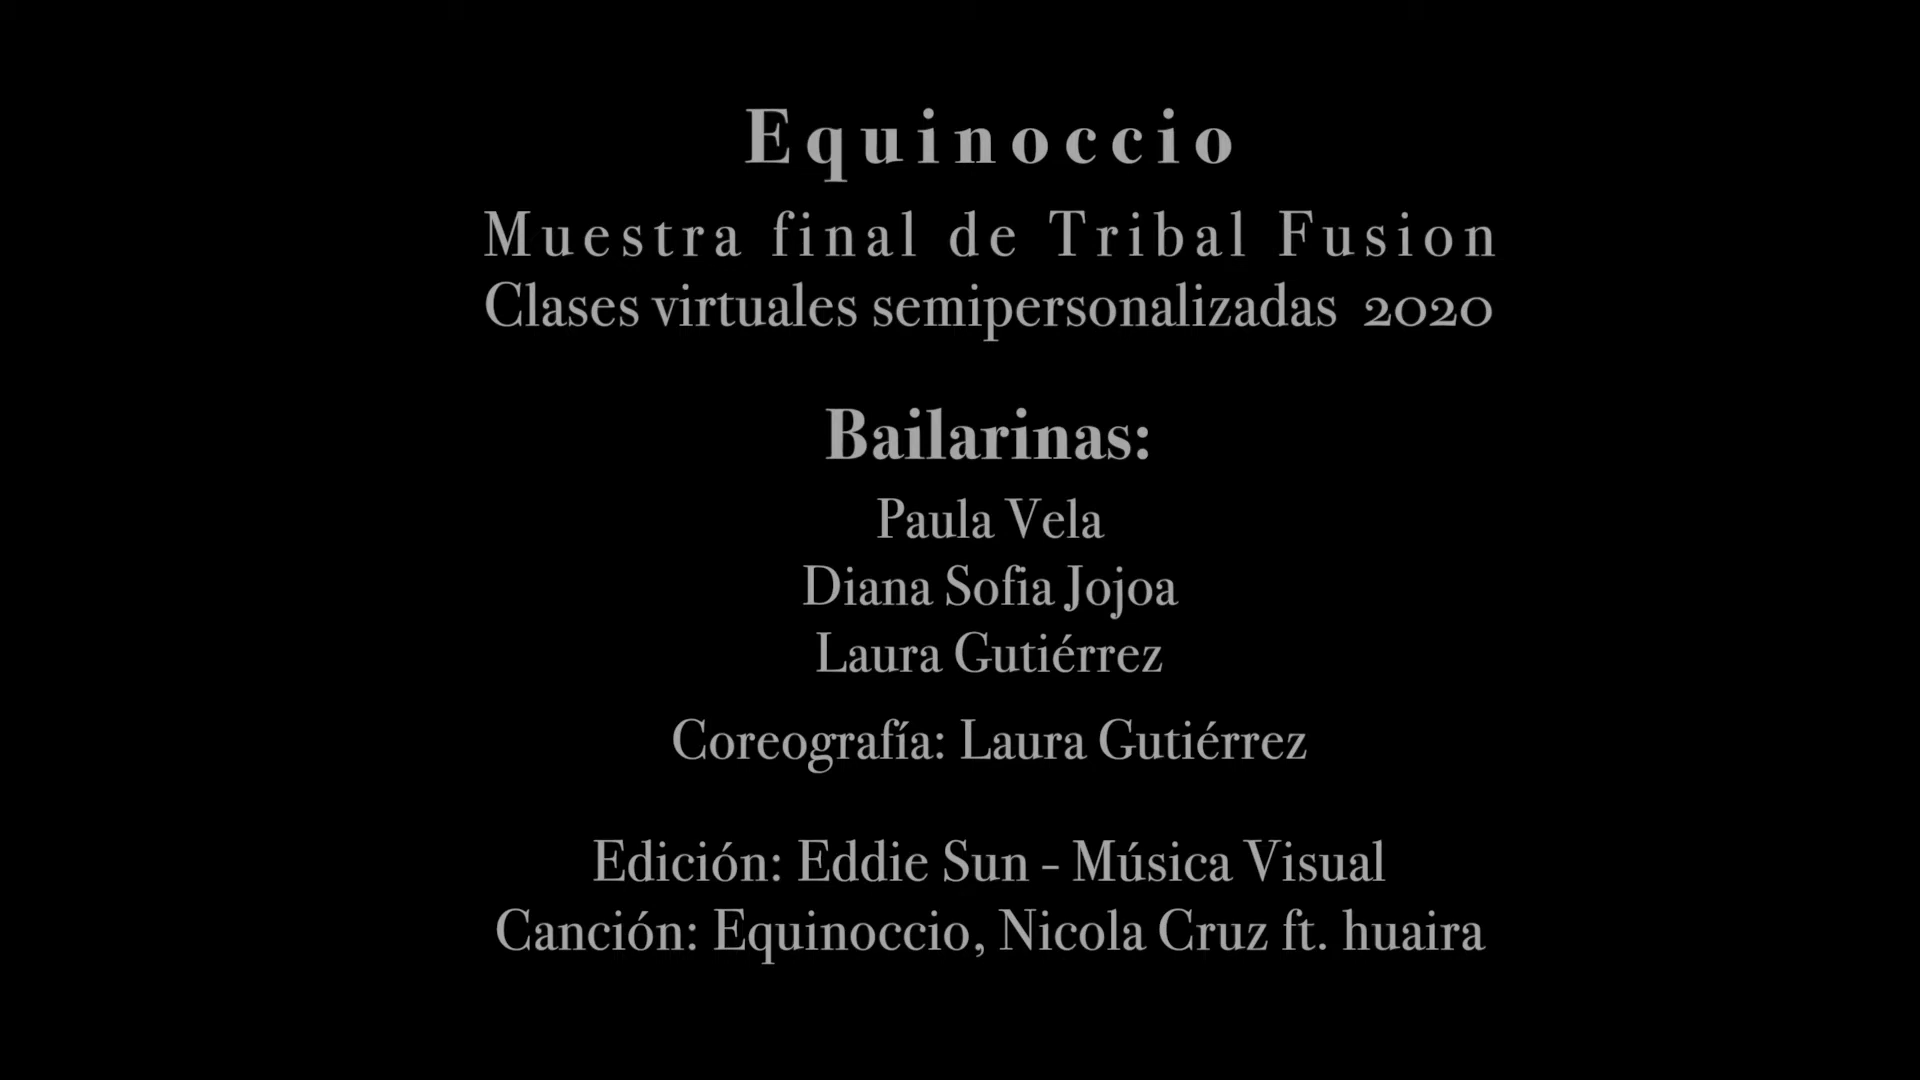 Equinoccio
Muestra final de Tribal Fusion
Clases virtuales semipersonalizadas 2020
Bailarinas:
Paula Vela
Diana Sofia Jojoa
Laura Gutiérrez
Coreografía: Laura Gutiérrez
Edición: Eddie Sun - Música Visual
Canción: Equinoccio, Nicola Cruz ft. huaira